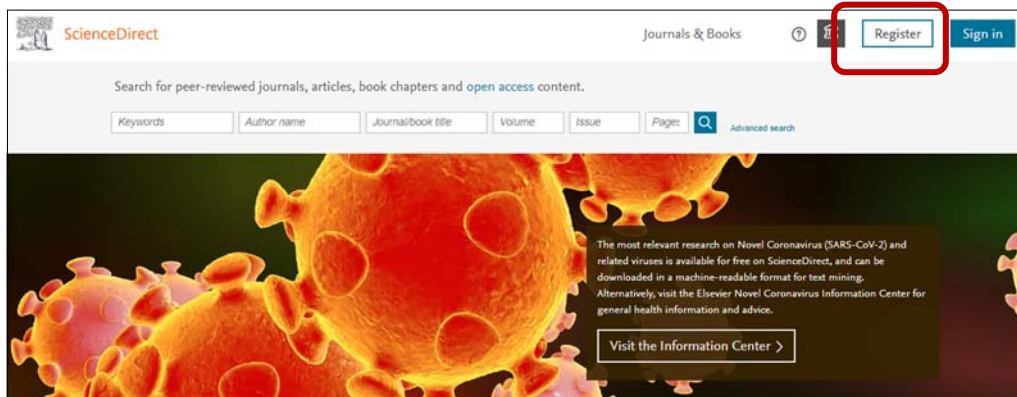 ScienceDirect
Journals & Books
?
Register
Sign in
Search for peer-reviewed journals, articles, book chapters and open access content.
Keywords
Author name
Journal/book title
Volume
Issue
Page:
Advanced search
The most relevant research on Novel Coronavirus (SARS-CoV-2) and
related viruses is available for free on ScienceDirect, and can be
downloaded in a machine-readable format for text mining.
Alternatively, visit the Elsevier Novel Coronavirus Information Center for
general health information and advice.
Visit the Information Center >